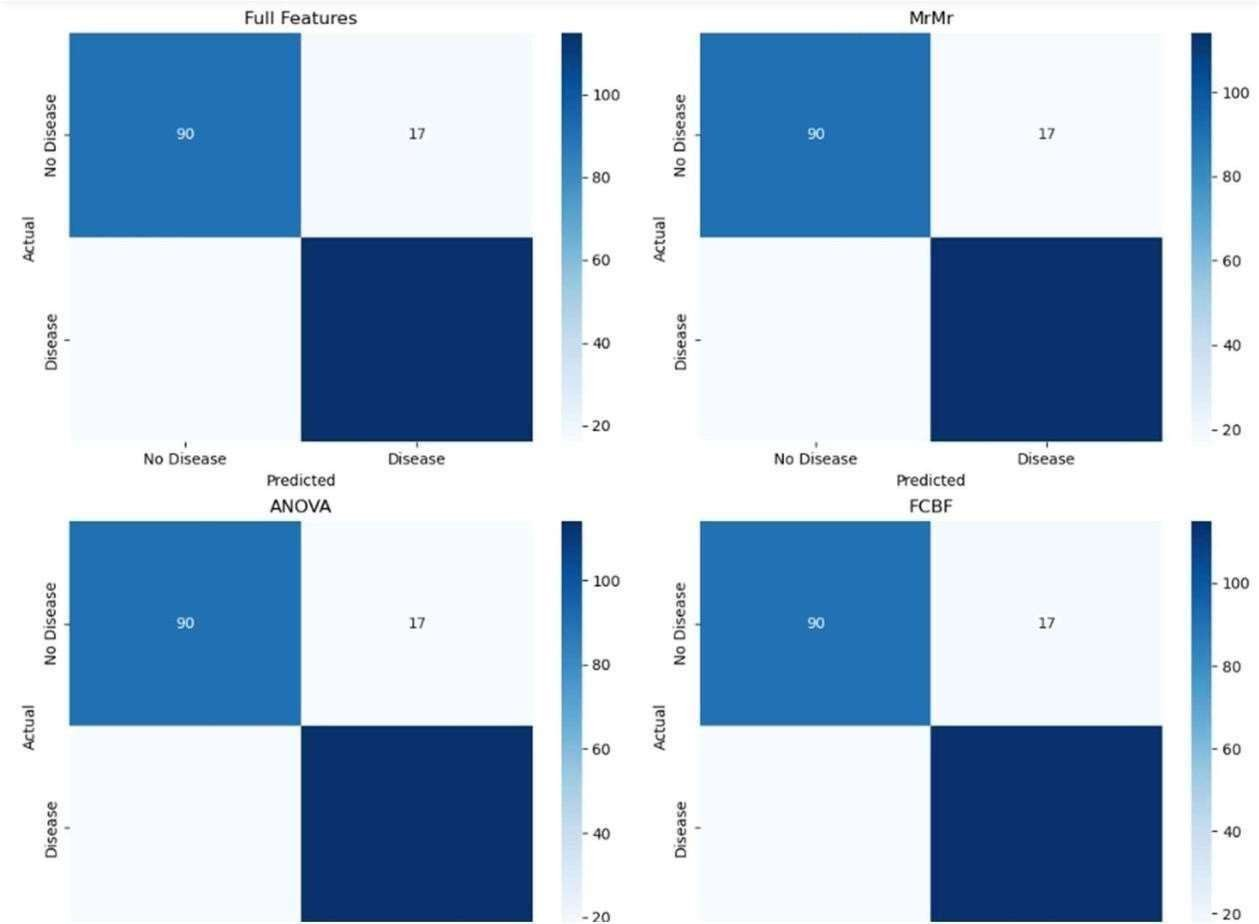 Full Features
No Disease
90
17
Actual
Disease
No Disease
Disease
Predicted
100
80
60
40
20
MrMr
No Disease
90
17
Actual
Disease
No Disease
Disease
Predicted
100
80
60
40
20
ANOVA
No Disease
90
17
Actual
Disease
100
80
60
40
20
FCBF
No Disease
90
17
Actual
Disease
100
80
60
40
20